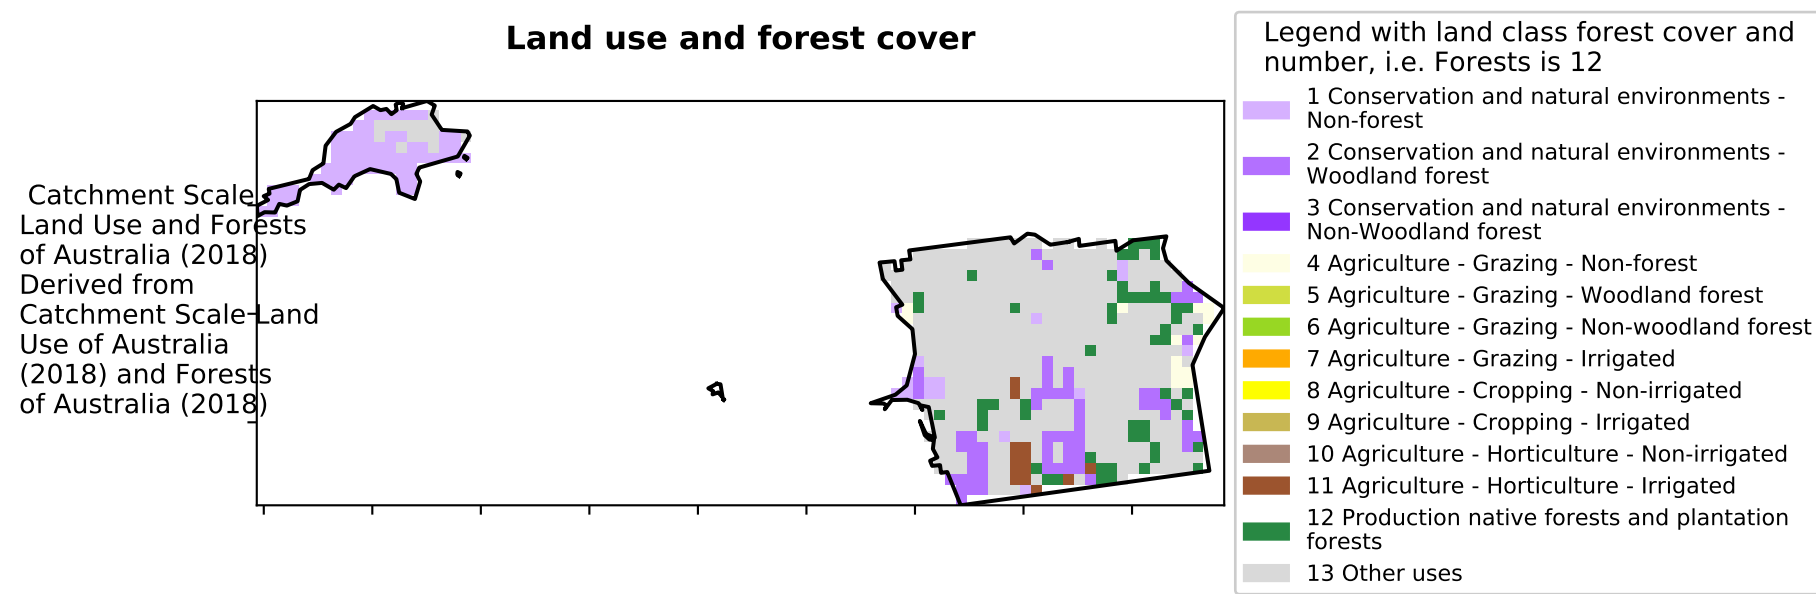 Land use and forest cover
Catchment Scale
Land Use and Forests
of Australia (2018)
Derived from
Catchment Scale Land
Use of Australia
(2018) and Forests
of Australia (2018)
Legend with land class forest cover and
number, i.e. Forests is 12
1 Conservation and natural environments -
Non-forest
2 Conservation and natural environments -
Woodland forest
3 Conservation and natural environments -
Non-Woodland forest
4 Agriculture - Grazing - Non-forest
5 Agriculture - Grazing - Woodland forest
6 Agriculture - Grazing - Non-woodland forest
7 Agriculture - Grazing - Irrigated
8 Agriculture - Cropping - Non-irrigated
9 Agriculture - Cropping - Irrigated
10 Agriculture - Horticulture - Non-irrigated
11 Agriculture - Horticulture - Irrigated
12 Production native forests and plantation
forests
13 Other uses